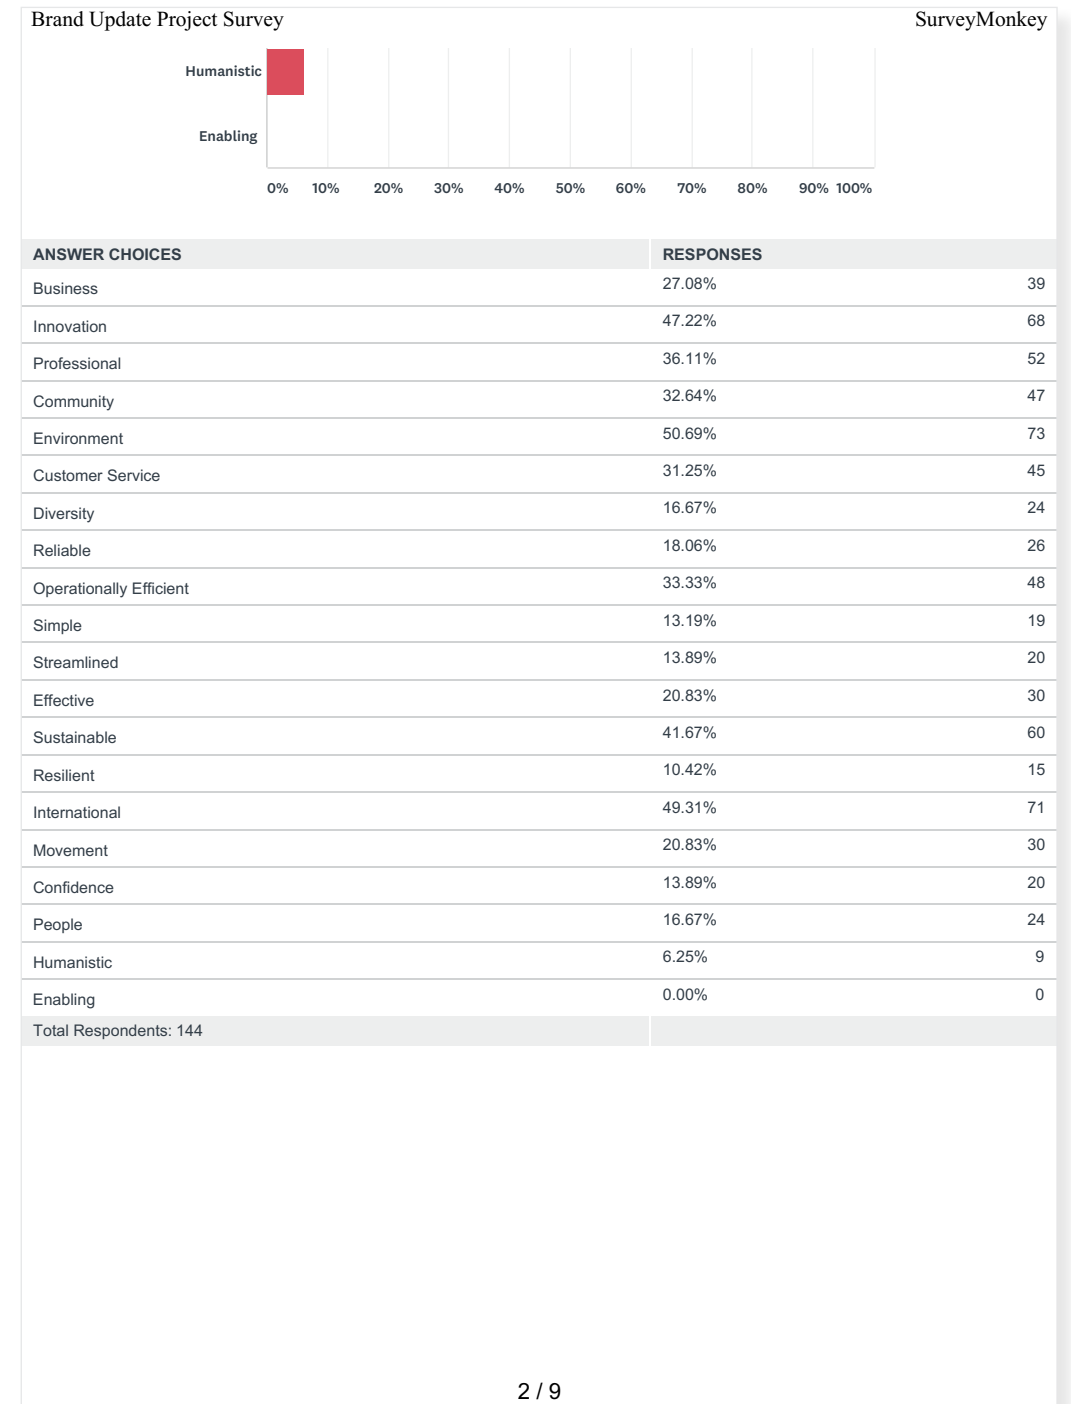 Brand Update Project Survey SurveyMonkey
Humanistic
Enabling
0% 10% 20% 30% 40% 50% 60% 70% 80% 90% 100%
ANSWER CHOICES RESPONSES
Business 27.08% 39
Innovation 47.22% 68
Professional 36.11% 52
Community 32.64% 47
Environment 50.69% 73
Customer Service 31.25% 45
Diversity 16.67% 24
Reliable 18.06% 26
Operationally Efficient 33.33% 48
Simple 13.19% 19
Streamlined 13.89% 20
Effective 20.83% 30
Sustainable 41.67% 60
Resilient 10.42% 15
International 49.31% 71
Movement 20.83% 30
Confidence 13.89% 20
People 16.67% 24
Humanistic 6.25% 9
Enabling 0.00% 0
Total Respondents: 144
2 / 9